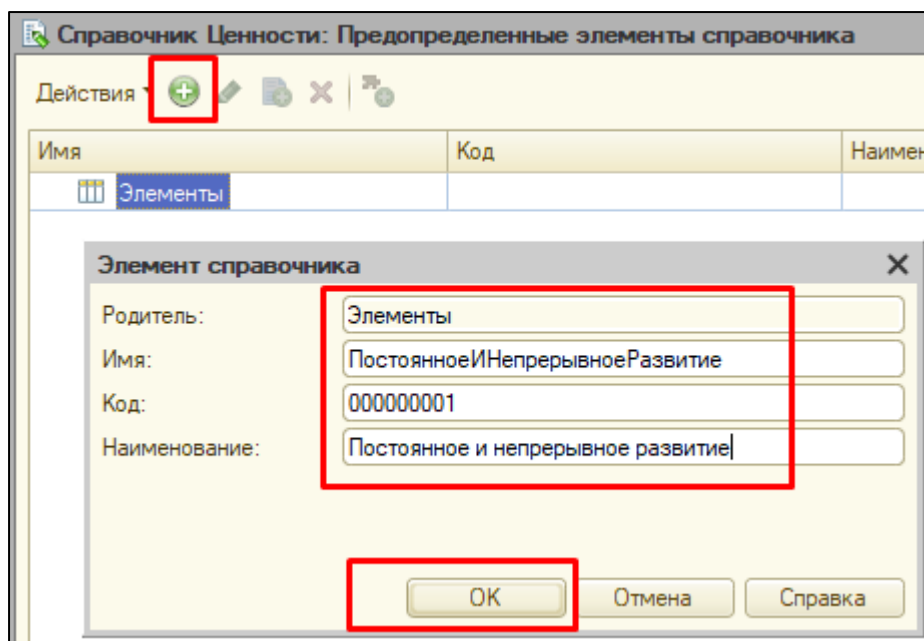 Справочник Ценности: Предопределенные элементы справочника
Действия
Имя Код Наимен
Элементы
Элемент справочника
Родитель: Элементы
Имя: ПостоянноеИНепрерывноеРазвитие
Код: 000000001
Наименование: Постоянное и непрерывное развитие
OK Отмена Справка